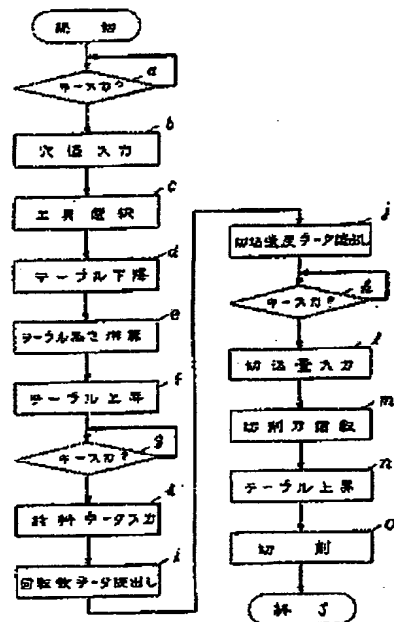 開始
a
キー入力?
b
穴径入力
c
工具選択
d
テーブル下降
e
テーブル高さ演算
f
テーブル上昇
g
キー入力?
h
材料データ入力
i
回転数データ読出し
j
切込速度データ読出し
k
キー入力?
l
切込量入力
m
切削刃回転
n
テーブル上昇
o
切削
終了